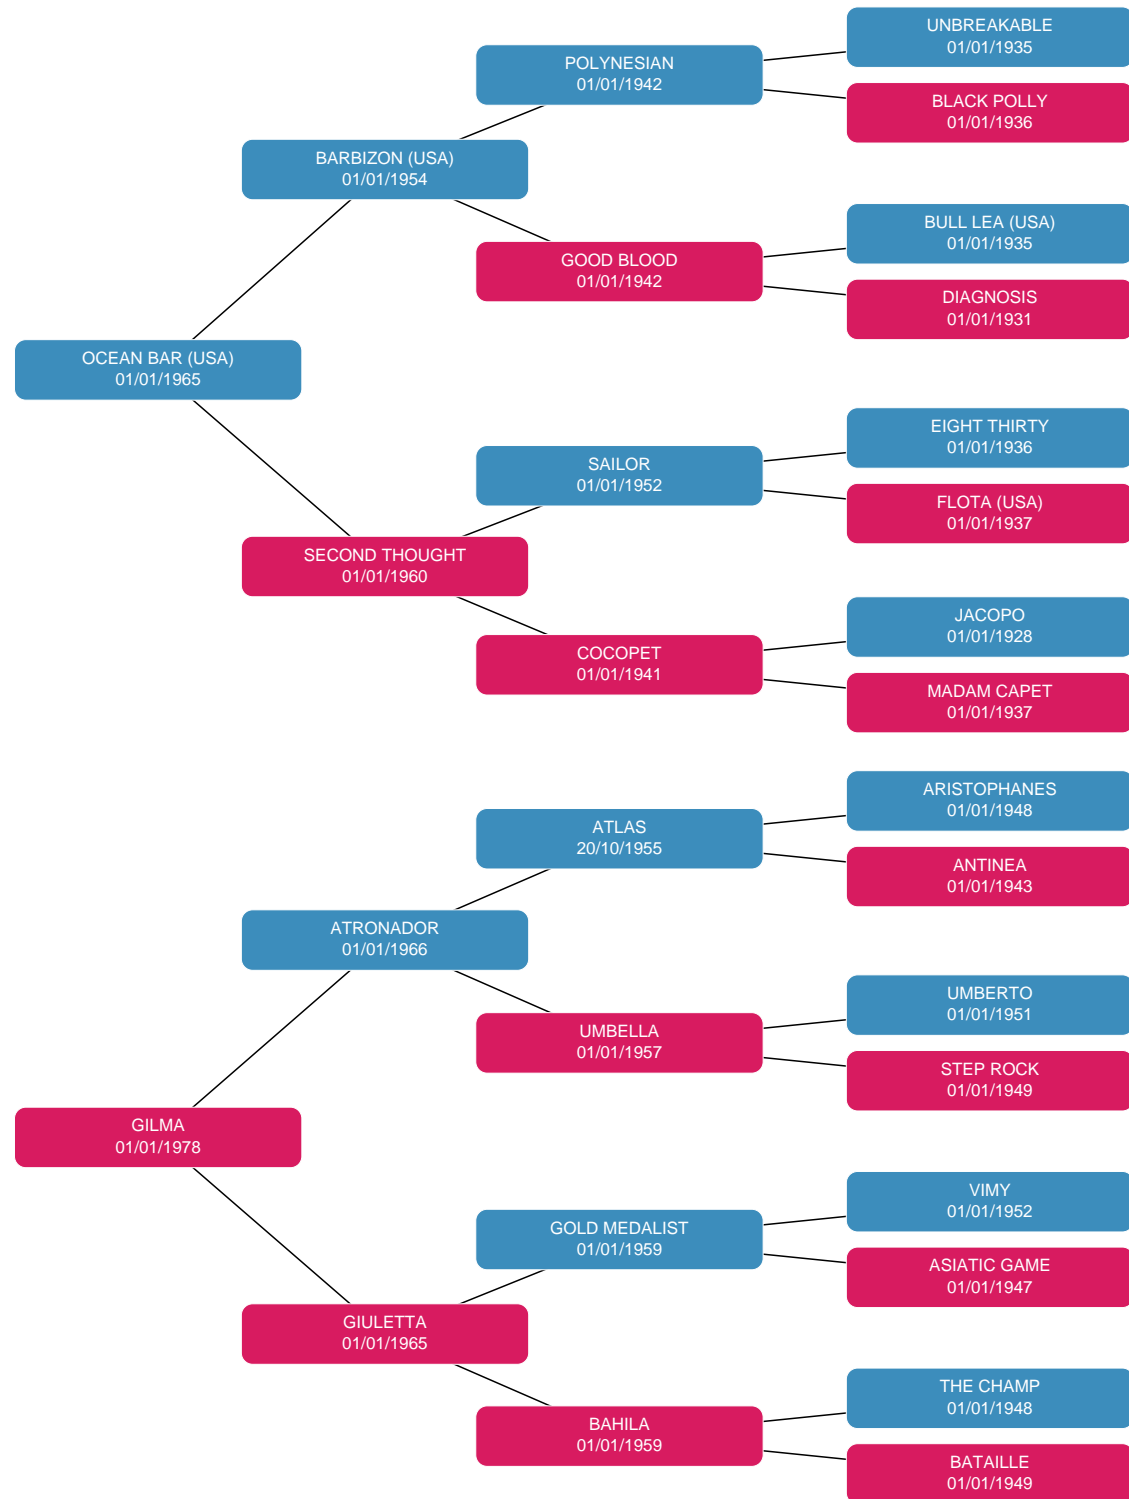 UNBREAKABLE
01/01/1935
POLYNESIAN
01/01/1942
BLACK POLLY
01/01/1936
BARBIZON (USA)
01/01/1954
BULL LEA (USA)
01/01/1935
GOOD BLOOD
01/01/1942
DIAGNOSIS
01/01/1931
OCEAN BAR (USA)
01/01/1965
EIGHT THIRTY
01/01/1936
SAILOR
01/01/1952
FLOTA (USA)
01/01/1937
SECOND THOUGHT
01/01/1960
JACOPO
01/01/1928
COCOPET
01/01/1941
MADAM CAPET
01/01/1937
ARISTOPHANES
01/01/1948
ATLAS
20/10/1955
ANTINEA
01/01/1943
ATRONADOR
01/01/1966
UMBERTO
01/01/1951
UMBELLA
01/01/1957
STEP ROCK
01/01/1949
GILMA
01/01/1978
VIMY
01/01/1952
GOLD MEDALIST
01/01/1959
ASIATIC GAME
01/01/1947
GIULETTA
01/01/1965
THE CHAMP
01/01/1948
BAHILA
01/01/1959
BATAILLE
01/01/1949